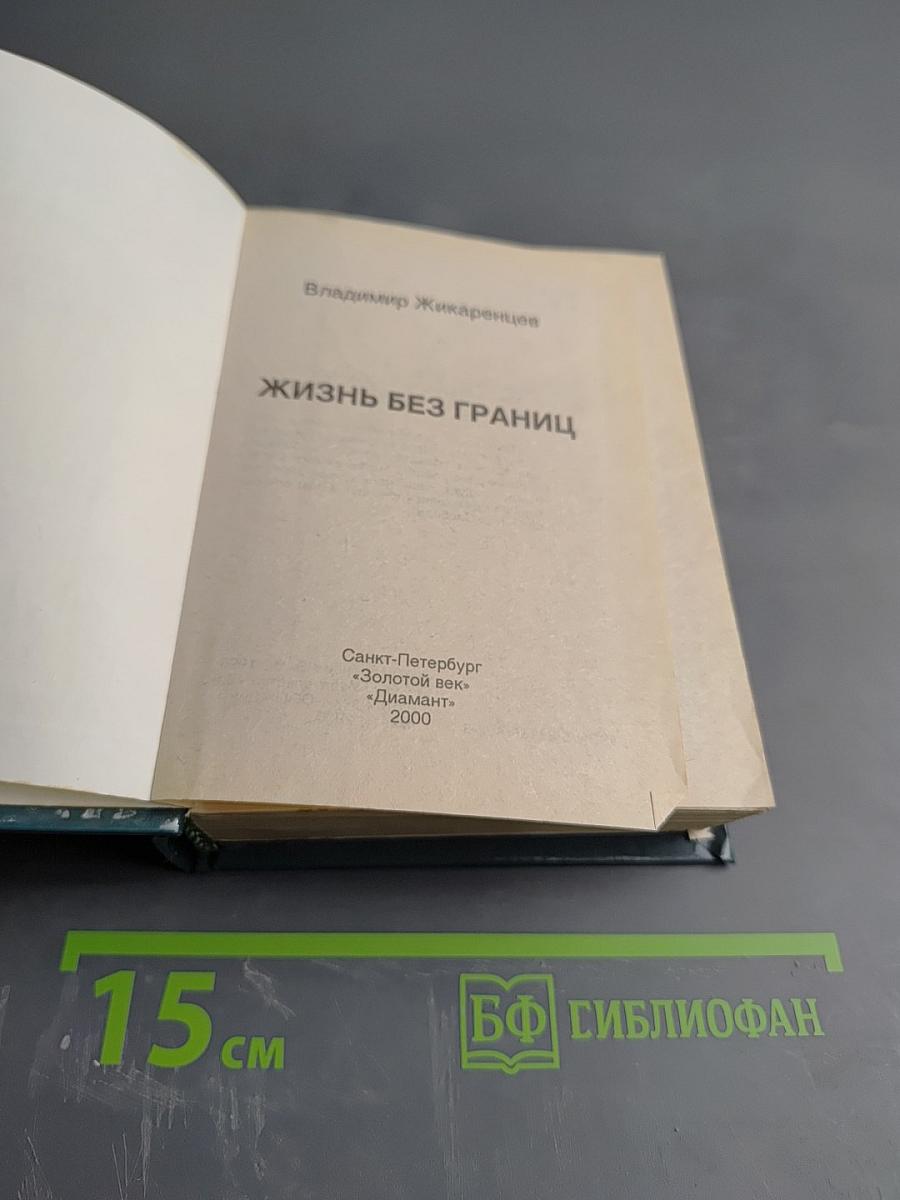 Владимир Жикаренцев
ЖИЗНЬ БЕЗ ГРАНИЦ
Санкт-Петербург
«Золотой век»
«Диамант»
2000
15 см
БФ
БИБЛИОФАН